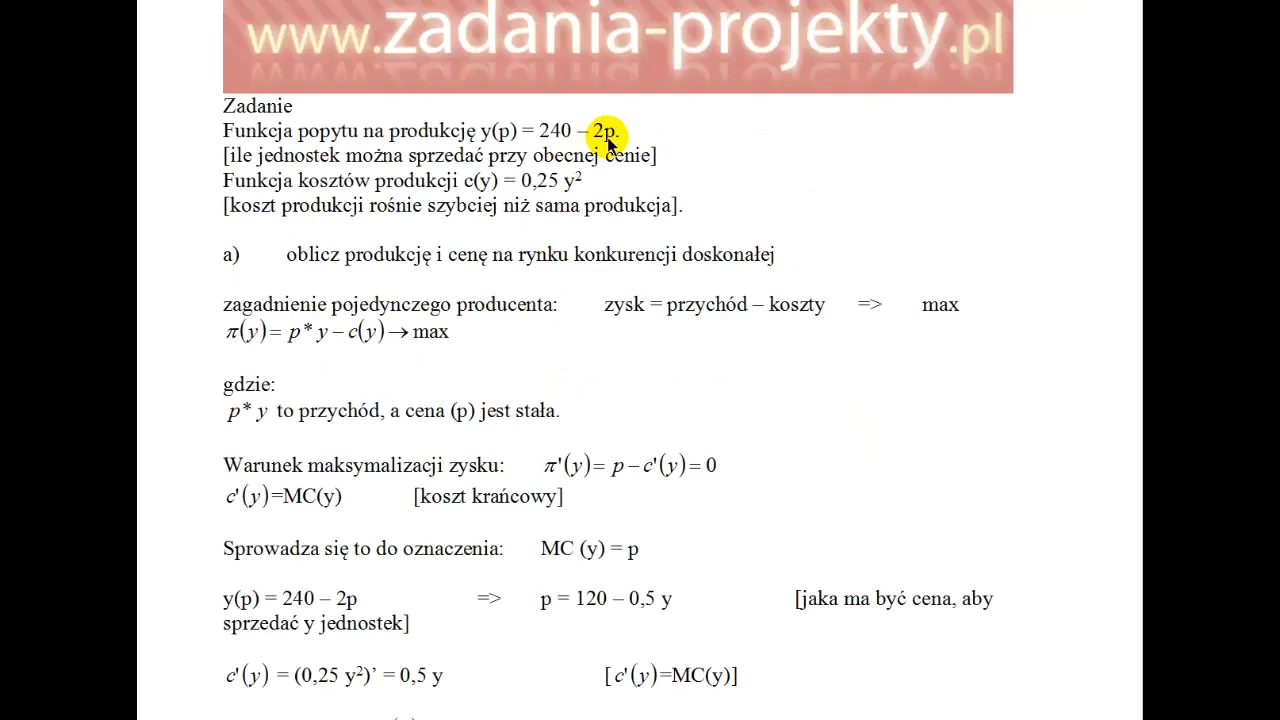 www.zadania-projekty.pl
Zadanie
Funkcja popytu na produkcję y(p) = 240 – 2p.
[ile jednostek można sprzedać przy obecnej cenie]
Funkcja kosztów produkcji c(y) = 0,25 y²
[koszt produkcji rośnie szybciej niż sama produkcja].
a) oblicz produkcję i cenę na rynku konkurencji doskonałej
zagadnienie pojedynczego producenta: zysk = przychód – koszty => max
π(y) = p * y – c(y) → max
gdzie:
p * y to przychód, a cena (p) jest stała.
Warunek maksymalizacji zysku: π'(y) = p – c'(y) = 0
c'(y)=MC(y) [koszt krańcowy]
Sprowadza się to do oznaczenia: MC (y) = p
y(p) = 240 – 2p => p = 120 – 0,5 y [jaka ma być cena, aby
sprzedać y jednostek]
c'(y) = (0,25 y²)’ = 0,5 y [c'(y)=MC(y)]